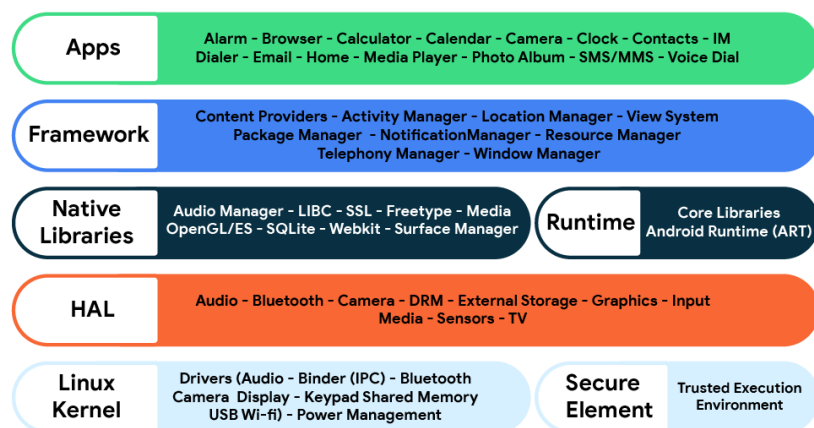 Apps
Alarm - Browser - Calculator - Calendar - Camera - Clock - Contacts - IM
Dialer - Email - Home - Media Player - Photo Album - SMS/MMS - Voice Dial
Framework
Content Providers - Activity Manager - Location Manager - View System
Package Manager - NotificationManager - Resource Manager
Telephony Manager - Window Manager
Native
Libraries
Audio Manager - LIBC - SSL - Freetype - Media
OpenGL/ES - SQLite - Webkit - Surface Manager
Runtime
Core Libraries
Android Runtime (ART)
HAL
Audio - Bluetooth - Camera - DRM - External Storage - Graphics - Input
Media - Sensors - TV
Linux
Kernel
Drivers (Audio - Binder (IPC) - Bluetooth
Camera Display - Keypad Shared Memory
USB Wi-fi) - Power Management
Secure
Element
Trusted Execution
Environment